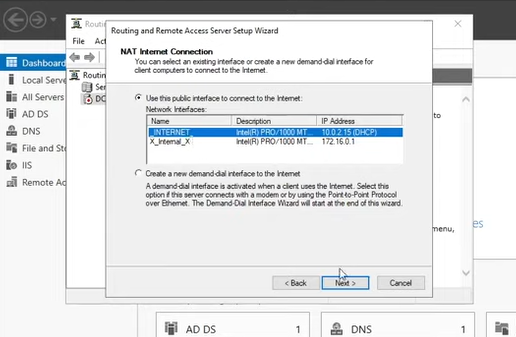 Routing and Remote Access Server Setup Wizard
NAT Internet Connection
You can select an existing interface or create a new demand-dial interface for
client computers to connect to the Internet.
Use this public interface to connect to the Internet:
Network Interfaces:
Name Description IP Address
_INTERNET_ Intel(R) PRO/1000 MT... 10.0.2.15 (DHCP)
X_Internal_X Intel(R) PRO/1000 MT... 172.16.0.1
Create a new demand-dial interface to the Internet
A demand-dial interface is activated when a client uses the Internet. Select this
option if this server connects with a modem or by using the Point-to-Point Protocol
over Ethernet. The Demand-Dial Interface Wizard will start at the end of this wizard.
< Back
Next >
Cancel
Routing
File
Routing
Dashboard
Local Server
All Servers
AD DS
DNS
File and
IIS
Remote Ac
to
menu,
AD DS 1
DNS 1